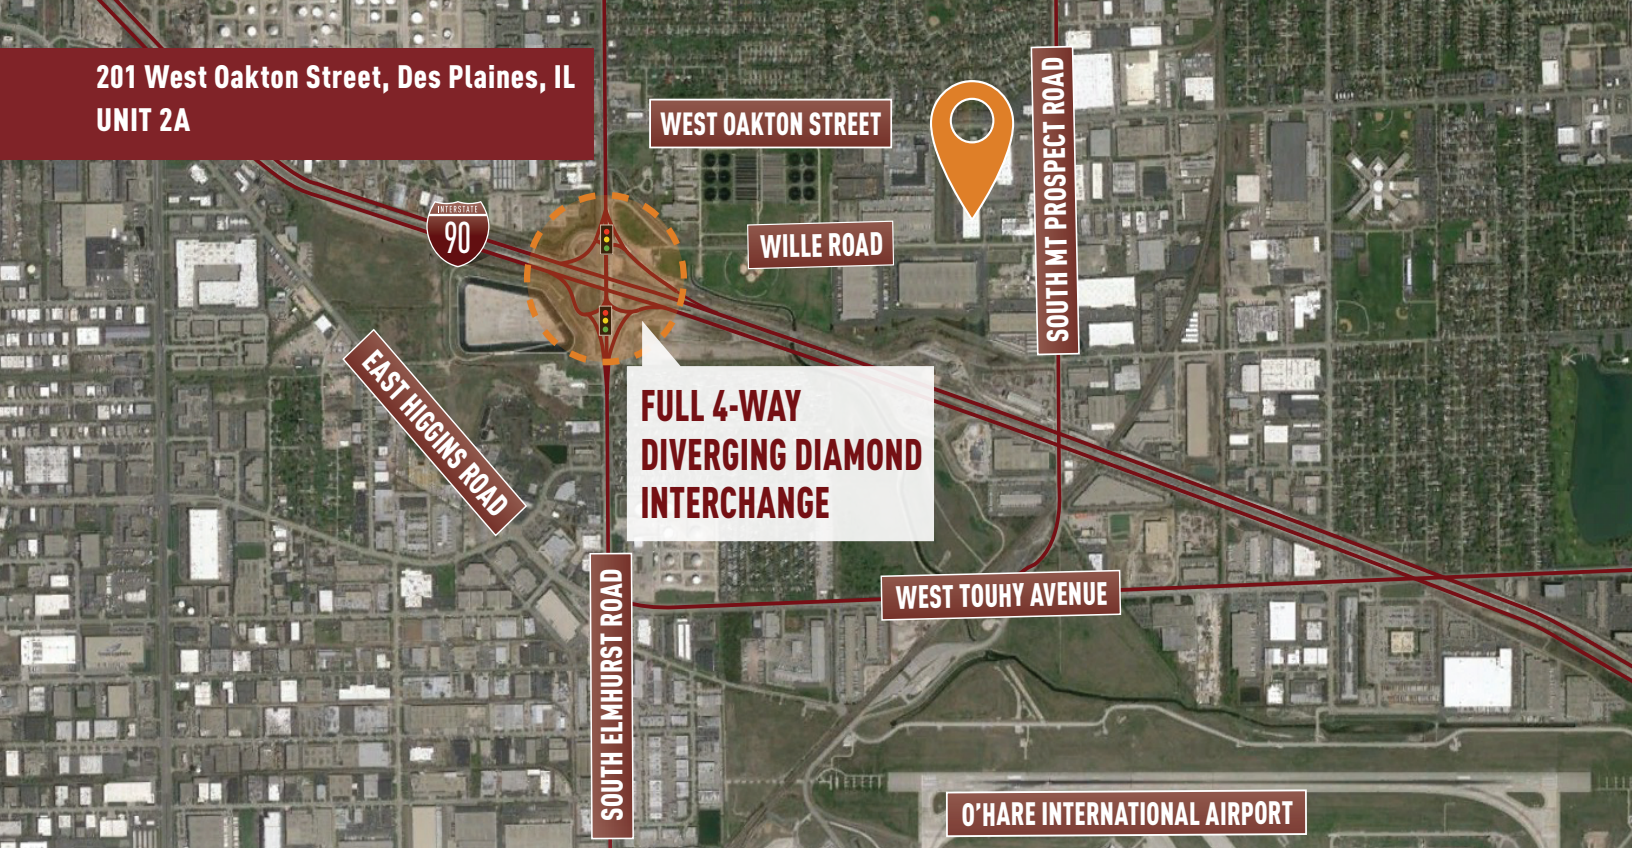 201 West Oakton Street, Des Plaines, IL
UNIT 2A
WEST OAKTON STREET
SOUTH MT PROSPECT ROAD
INTERSTATE
90
WILLE ROAD
EAST HIGGINS ROAD
FULL 4-WAY
DIVERGING DIAMOND
INTERCHANGE
SOUTH ELMHURST ROAD
WEST TOUHY AVENUE
O'HARE INTERNATIONAL AIRPORT